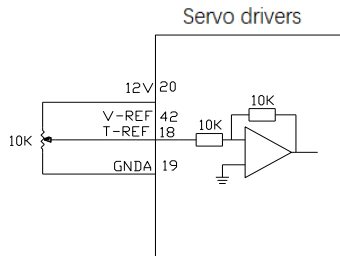 Servo drivers
12V 20
V-REF 42
T-REF 18
10K
10K
10K
GNDA 19